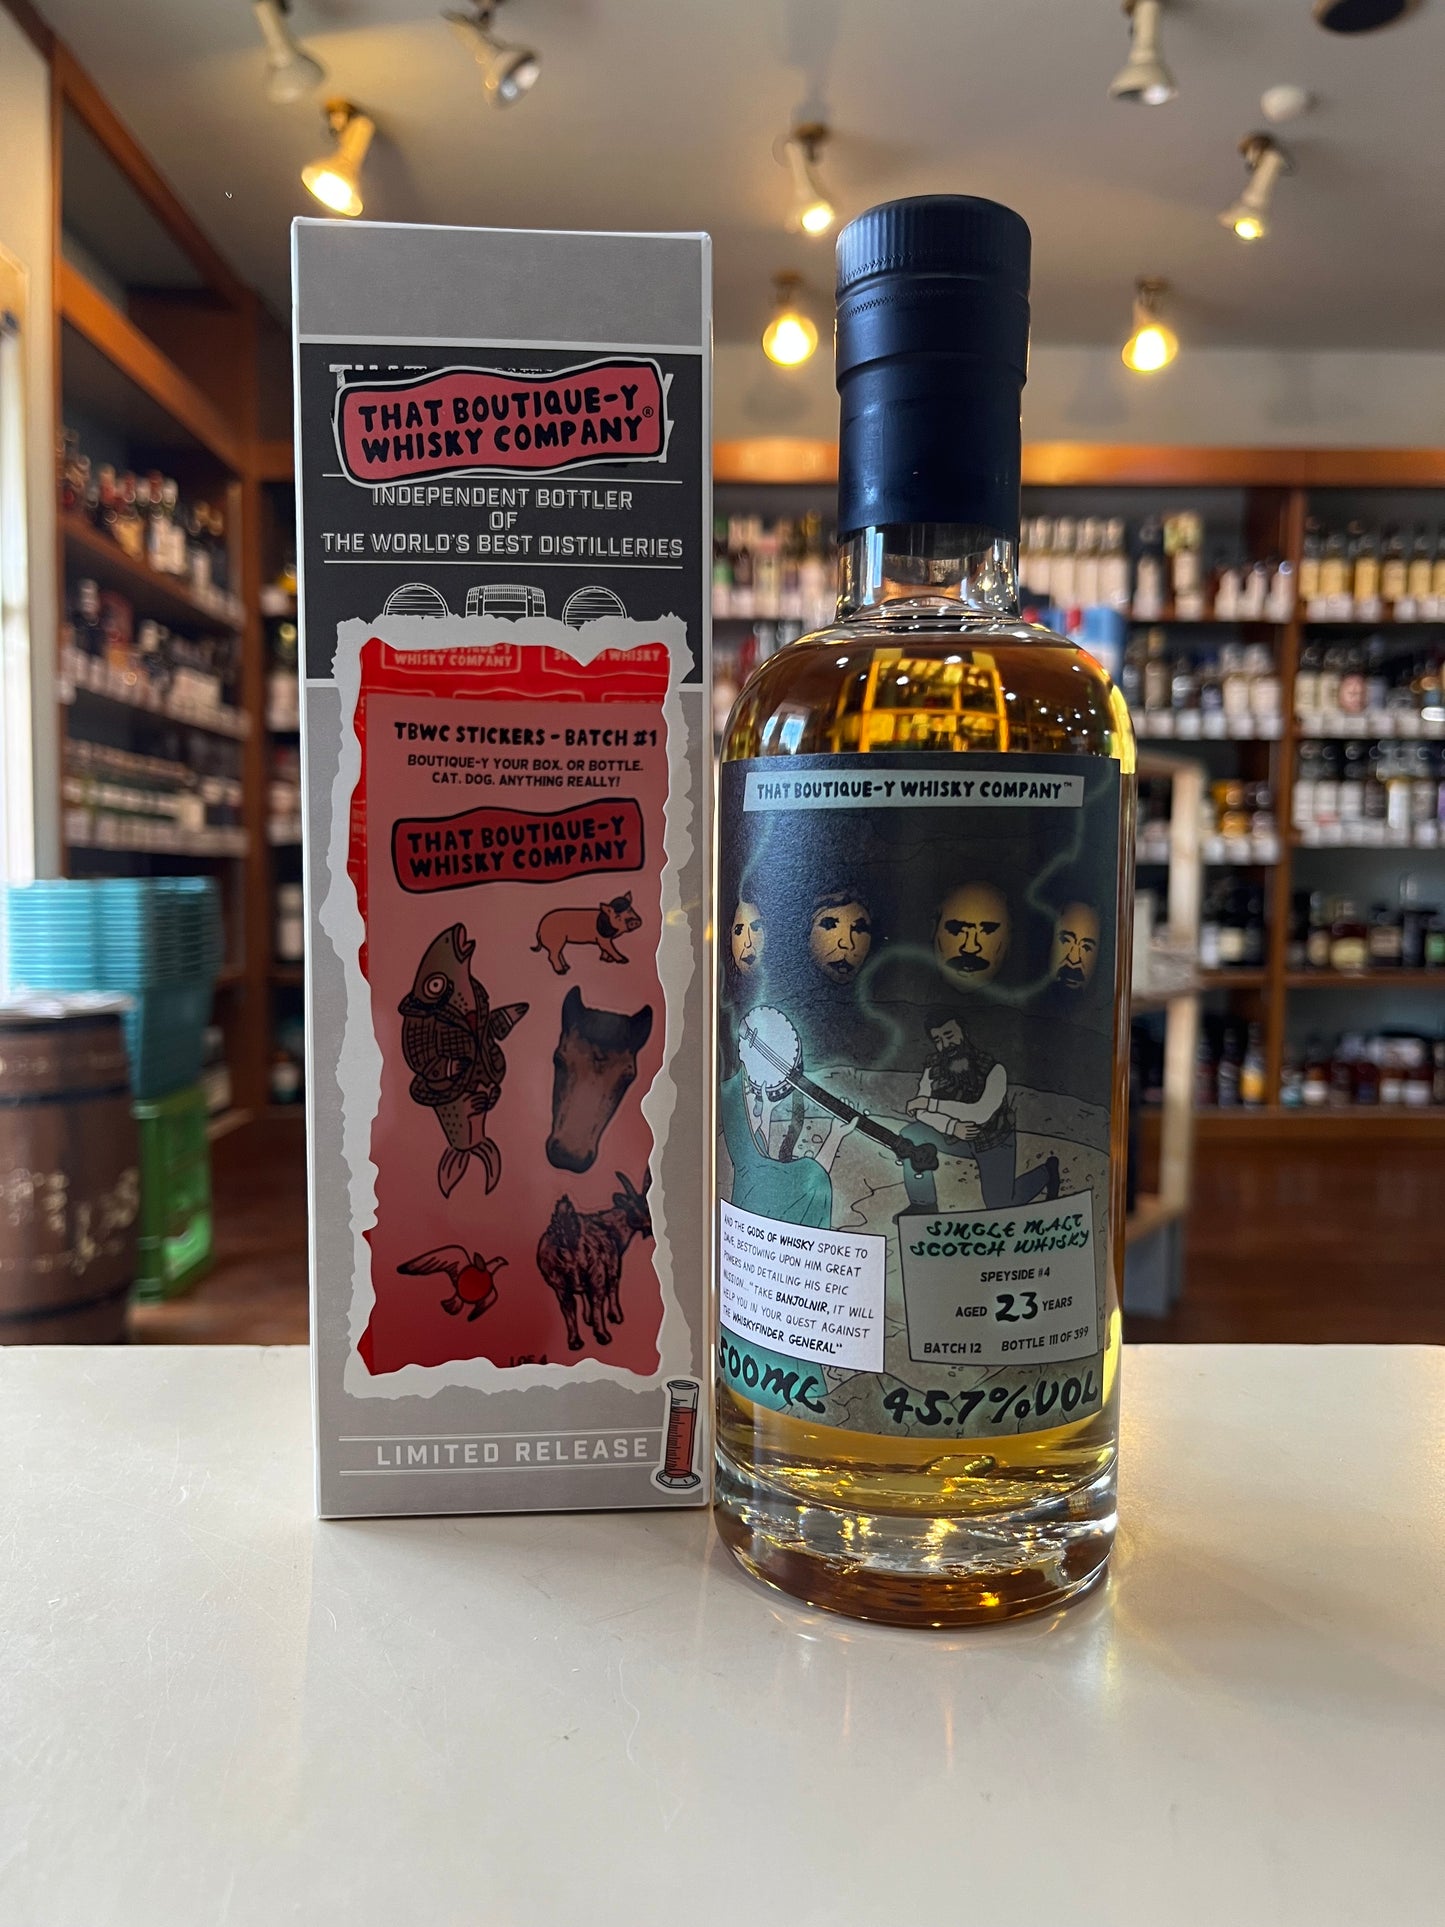 THAT BOUTIQUE-Y
WHISKY COMPANY®
INDEPENDENT BOTTLER
OF
THE WORLD'S BEST DISTILLERIES
WHISKY COMPANY
SCOTCH WHISKY
TBWC STICKERS - BATCH #1
BOUTIQUE-Y YOUR BOX. OR BOTTLE.
CAT. DOG. ANYTHING REALLY!
THAT BOUTIQUE-Y
WHISKY COMPANY
LIMITED RELEASE
THAT BOUTIQUE-Y WHISKY COMPANY™
AND THE GODS OF WHISKY SPOKE TO
DAVE, BESTOWING UPON HIM GREAT
POWERS AND DETAILING HIS EPIC
MISSION... "TAKE BANJOLNIR, IT WILL
HELP YOU IN YOUR QUEST AGAINST
THE WHISKYFINDER GENERAL"
SINGLE MALT
SCOTCH WHISKY
SPEYSIDE #4
AGED 23 YEARS
BATCH 12 BOTTLE 111 OF 399
500ML
45.7%VOL